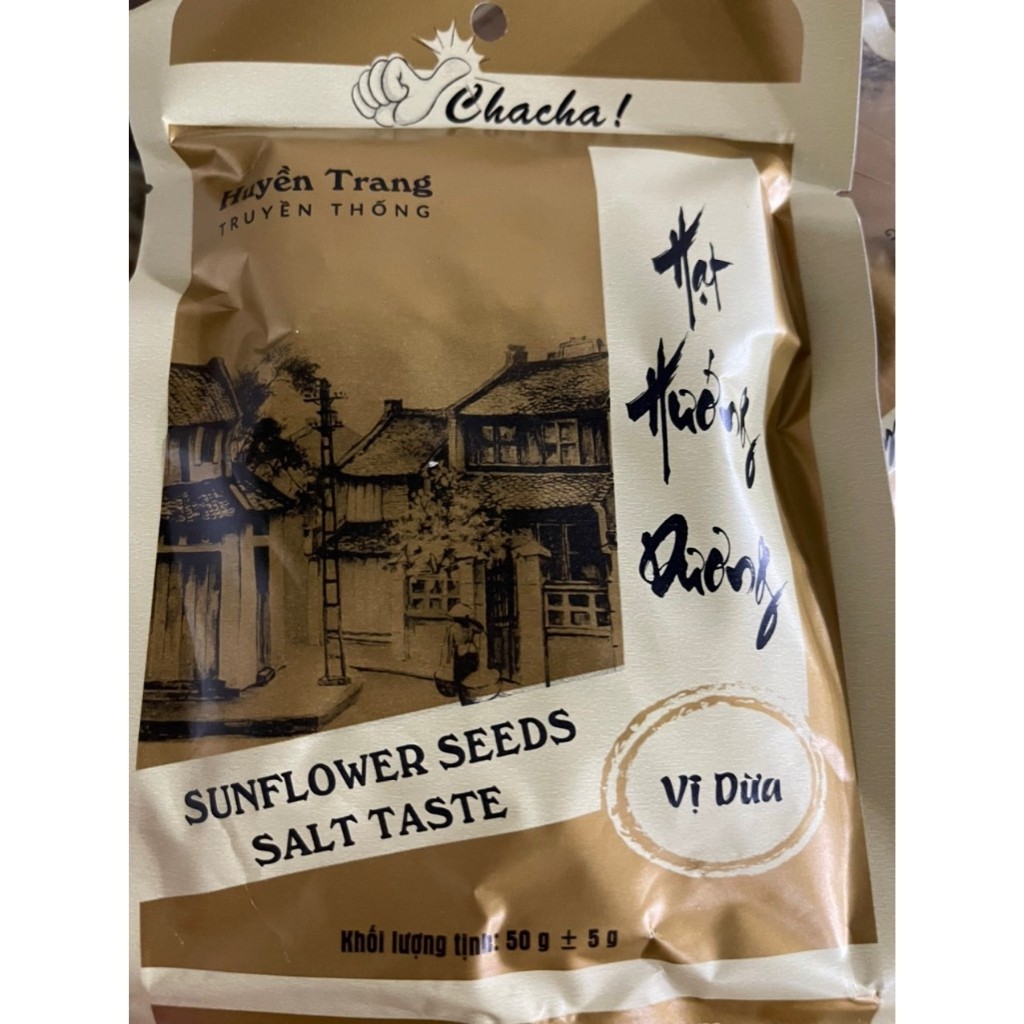 Chacha!
Huyền Trang
TRUYỀN THỐNG
Hạt
Hướng
Dương
SUNFLOWER SEEDS
SALT TASTE
Vị Dừa
Khối lượng tịnh: 50 g ± 5 g